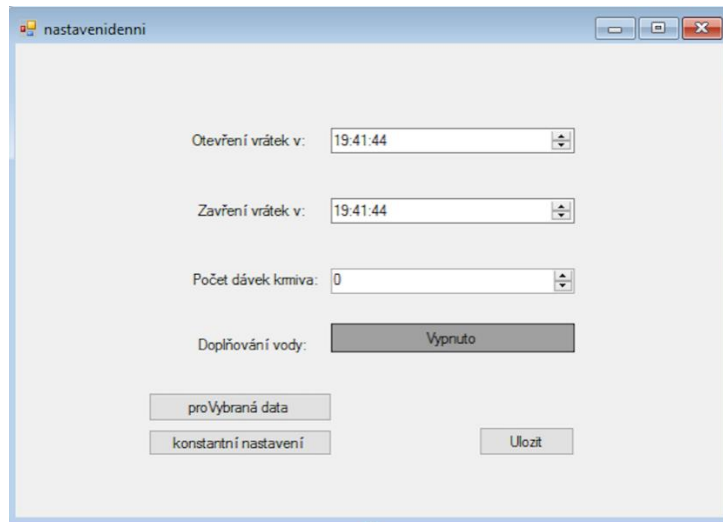 nastavenidenni
Otevření vrátek v: 19:41:44
Zavření vrátek v: 19:41:44
Počet dávek krmiva: 0
Doplňování vody: Vypnuto
proVybraná data
konstantní nastavení Ulozit